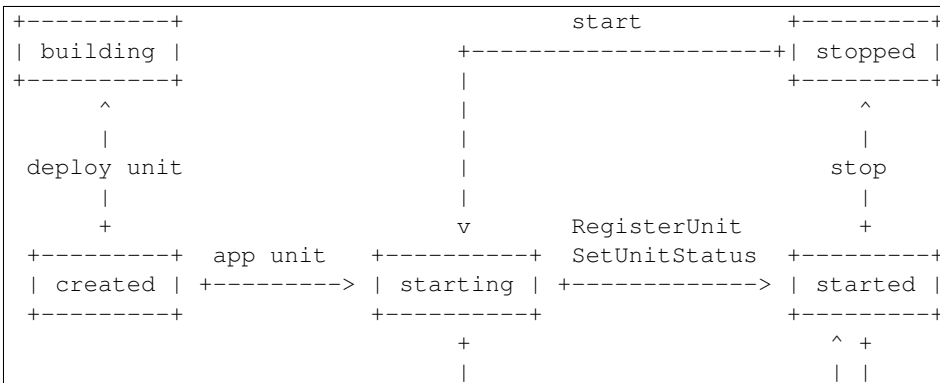 +----------+                           start          +---------+
| building |                   +---------------------+| stopped |
+----------+                   |                      +---------+
      ^                        |                           ^
      |                        |                           |
 deploy unit                   |                         stop
      |                        |                           |
      +                        v       RegisterUnit        +
 +---------+  app unit   +----------+  SetUnitStatus  +---------+
 | created | +---------> | starting | +-------------> | started |
 +---------+             +----------+                 +---------+
                               +                         ^ +
                               |                         | |